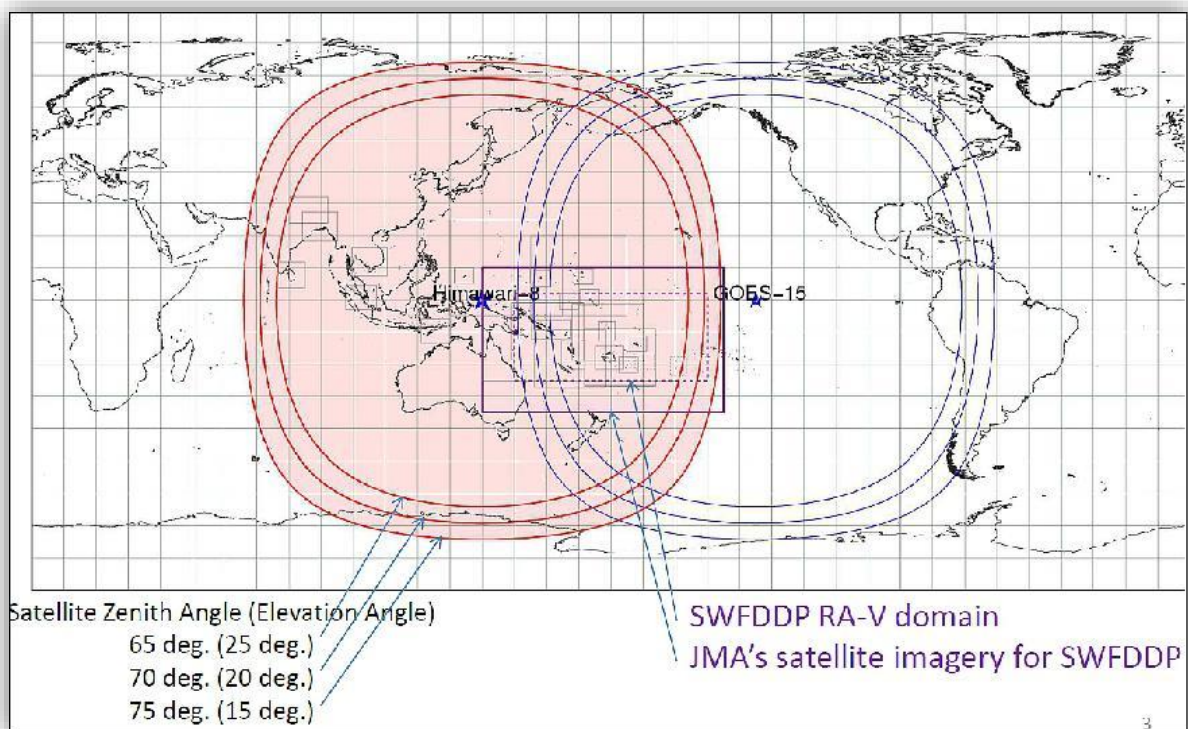 Himawari-8
GOES-15
Satellite Zenith Angle (Elevation Angle)
65 deg. (25 deg.)
70 deg. (20 deg.)
75 deg. (15 deg.)
SWFDDP RA-V domain
JMA's satellite imagery for SWFDDP
3